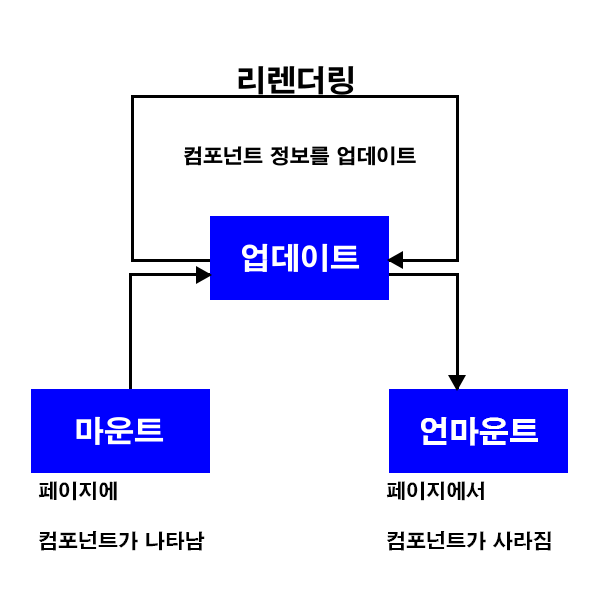 리렌더링
컴포넌트 정보를 업데이트
업데이트
마운트
언마운트
페이지에
컴포넌트가 나타남
페이지에서
컴포넌트가 사라짐